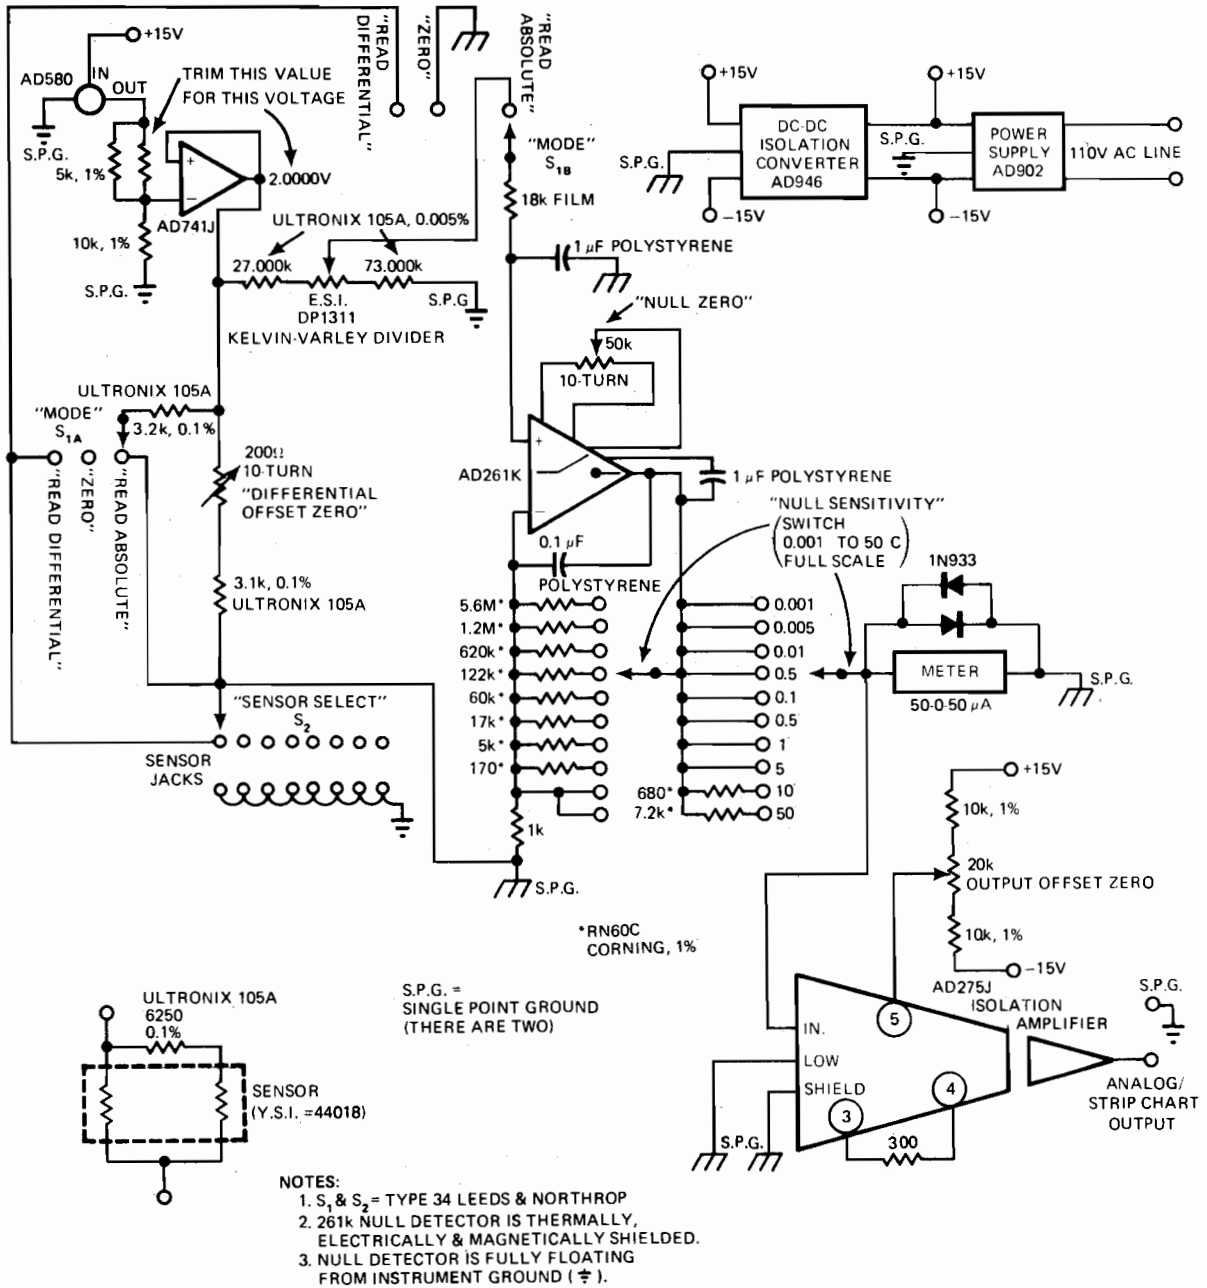 +15V
AD580
IN
OUT
TRIM THIS VALUE
FOR THIS VOLTAGE
S.P.G.
5k, 1%
+
−
2.0000V
AD741J
10k, 1%
S.P.G.
"READ
DIFFERENTIAL"
"ZERO"
"READ
ABSOLUTE"
"MODE"
S1B
18k FILM
1 µF POLYSTYRENE
ULTRONIX 105A, 0.005%
27.000k
73.000k
E.S.I.
DP1311
S.P.G
KELVIN-VARLEY DIVIDER
+15V
+15V
S.P.G.
DC-DC
ISOLATION
CONVERTER
AD946
S.P.G.
POWER
SUPPLY
AD902
110V AC LINE
−15V
−15V
"NULL ZERO"
50k
10-TURN
ULTRONIX 105A
"MODE"
S1A
3.2k, 0.1%
"READ DIFFERENTIAL"
"ZERO"
"READ ABSOLUTE"
200Ω
10-TURN
"DIFFERENTIAL
OFFSET ZERO"
3.1k, 0.1%
ULTRONIX 105A
AD261K
+
−
1 µF POLYSTYRENE
0.1 µF
POLYSTYRENE
"NULL SENSITIVITY"
(SWITCH
0.001 TO 50 C
FULL SCALE)
1N933
5.6M*
0.001
1.2M*
0.005
620k*
0.01
122k*
0.5
60k*
0.1
17k*
0.5
5k*
1
170*
5
680*
10
7.2k*
50
1k
S.P.G.
METER
50-0-50 µA
S.P.G.
"SENSOR SELECT"
S2
SENSOR
JACKS
+15V
10k, 1%
20k
OUTPUT OFFSET ZERO
10k, 1%
−15V
*RN60C
CORNING, 1%
S.P.G. =
SINGLE POINT GROUND
(THERE ARE TWO)
AD275J
ISOLATION
AMPLIFIER
S.P.G.
5
IN.
LOW
SHIELD
3
4
300
S.P.G.
ANALOG/
STRIP CHART
OUTPUT
ULTRONIX 105A
6250
0.1%
SENSOR
(Y.S.I. =44018)
NOTES:
1. S1 & S2 = TYPE 34 LEEDS & NORTHROP
2. 261k NULL DETECTOR IS THERMALLY,
ELECTRICALLY & MAGNETICALLY SHIELDED.
3. NULL DETECTOR IS FULLY FLOATING
FROM INSTRUMENT GROUND (⏚).